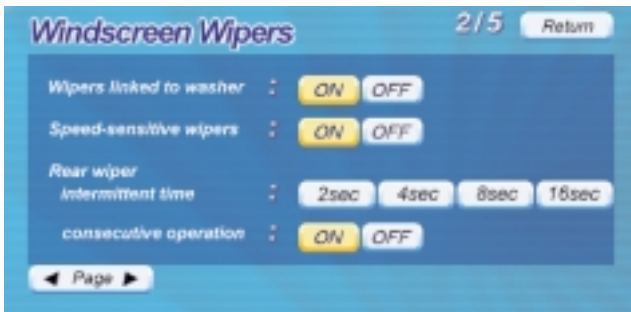 Windscreen Wipers 2/5 Return
Wipers linked to washer : ON OFF
Speed-sensitive wipers : ON OFF
Rear wiper
intermittent time : 2sec 4sec 8sec 16sec
consecutive operation : ON OFF
◀ Page ▶